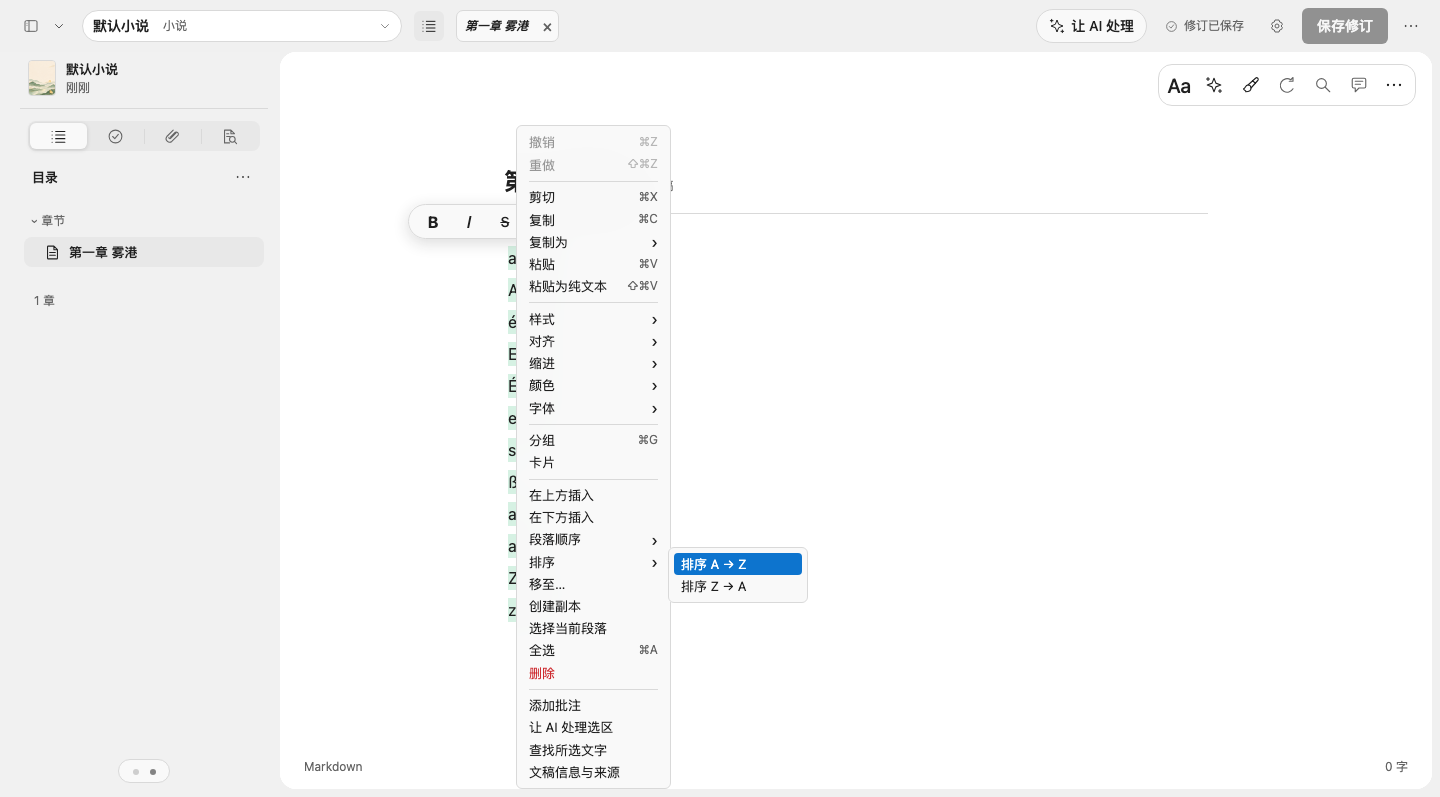 默认小说 小说
第一章 雾港
让 AI 处理
修订已保存
保存修订
默认小说
刚刚
目录
章节
第一章 雾港
1 章
Aa
B I S
a
A
é
E
É
e
s
ß
a
a
Z
z
撤销 ⌘Z
重做 ⇧⌘Z
剪切 ⌘X
复制 ⌘C
复制为
粘贴 ⌘V
粘贴为纯文本 ⇧⌘V
样式
对齐
缩进
颜色
字体
分组 ⌘G
卡片
在上方插入
在下方插入
段落顺序
排序
排序 A → Z
排序 Z → A
移至...
创建副本
选择当前段落
全选 ⌘A
删除
添加批注
让 AI 处理选区
查找所选文字
文稿信息与来源
Markdown
0 字